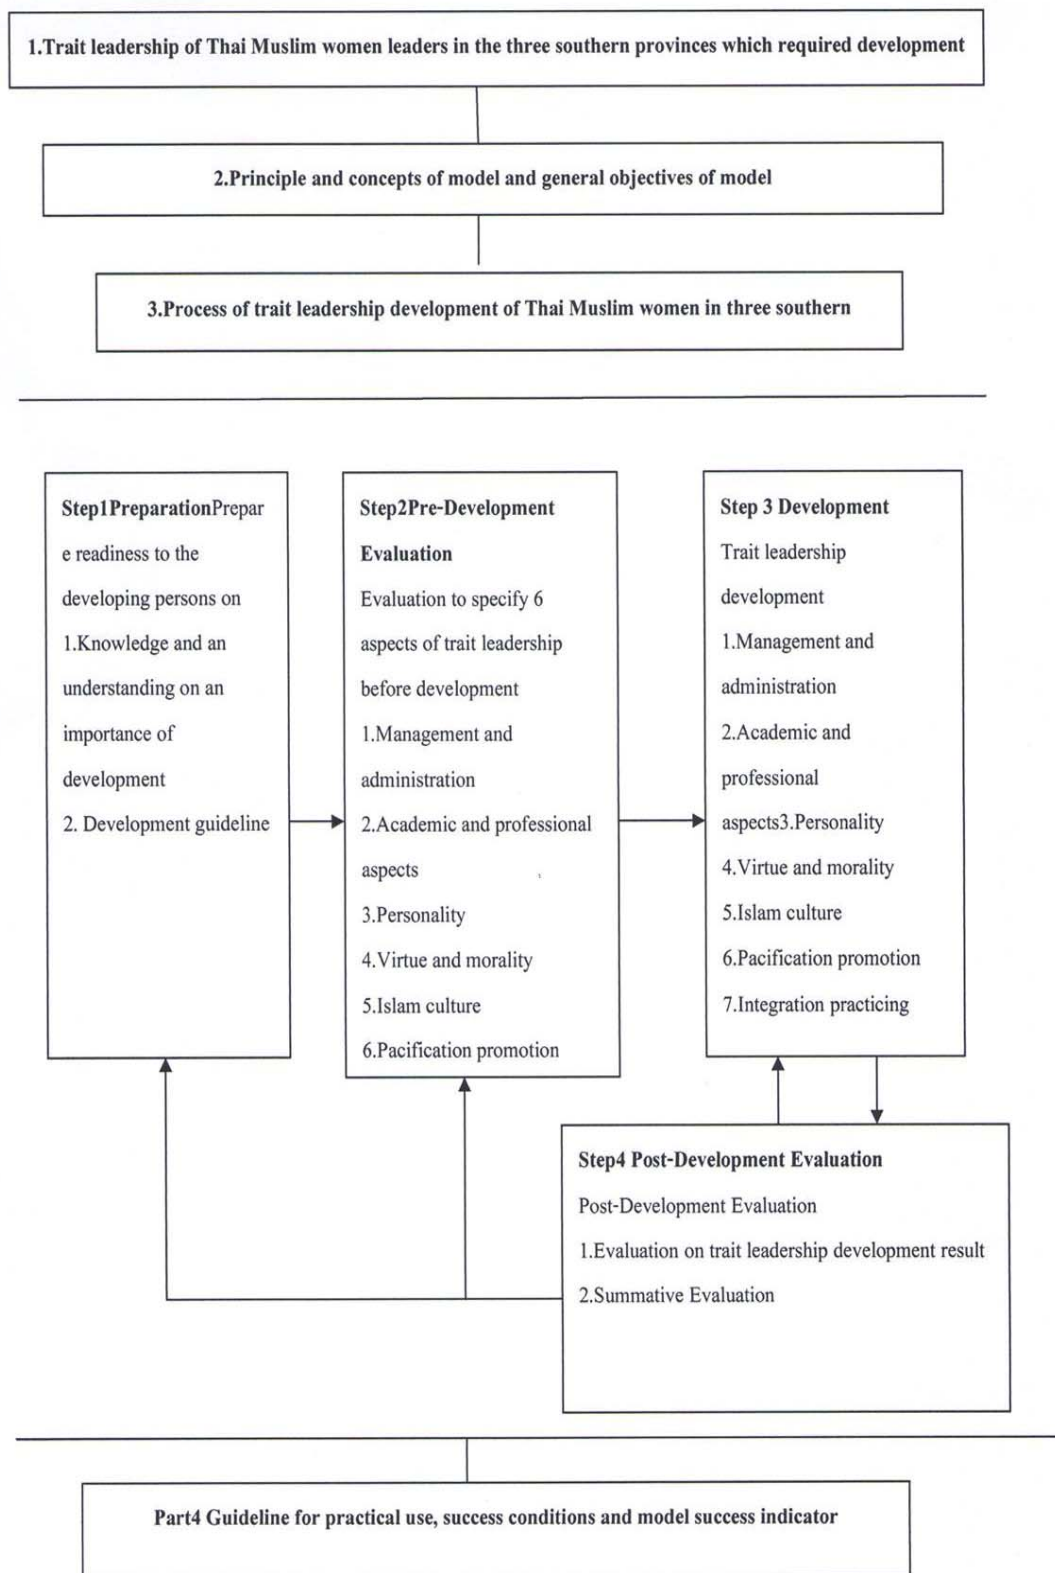 1.Trait leadership of Thai Muslim women leaders in the three southern provinces which required development
2.Principle and concepts of model and general objectives of model
3.Process of trait leadership development of Thai Muslim women in three southern
Step1PreparationPrepar
e readiness to the
developing persons on
1.Knowledge and an
understanding on an
importance of
development
2. Development guideline
Step2Pre-Development
Evaluation
Evaluation to specify 6
aspects of trait leadership
before development
1.Management and
administration
2.Academic and professional
aspects
3.Personality
4.Virtue and morality
5.Islam culture
6.Pacification promotion
Step 3 Development
Trait leadership
development
1.Management and
administration
2.Academic and
professional
aspects3.Personality
4.Virtue and morality
5.Islam culture
6.Pacification promotion
7.Integration practicing
Step4 Post-Development Evaluation
Post-Development Evaluation
1.Evaluation on trait leadership development result
2.Summative Evaluation
Part4 Guideline for practical use, success conditions and model success indicator